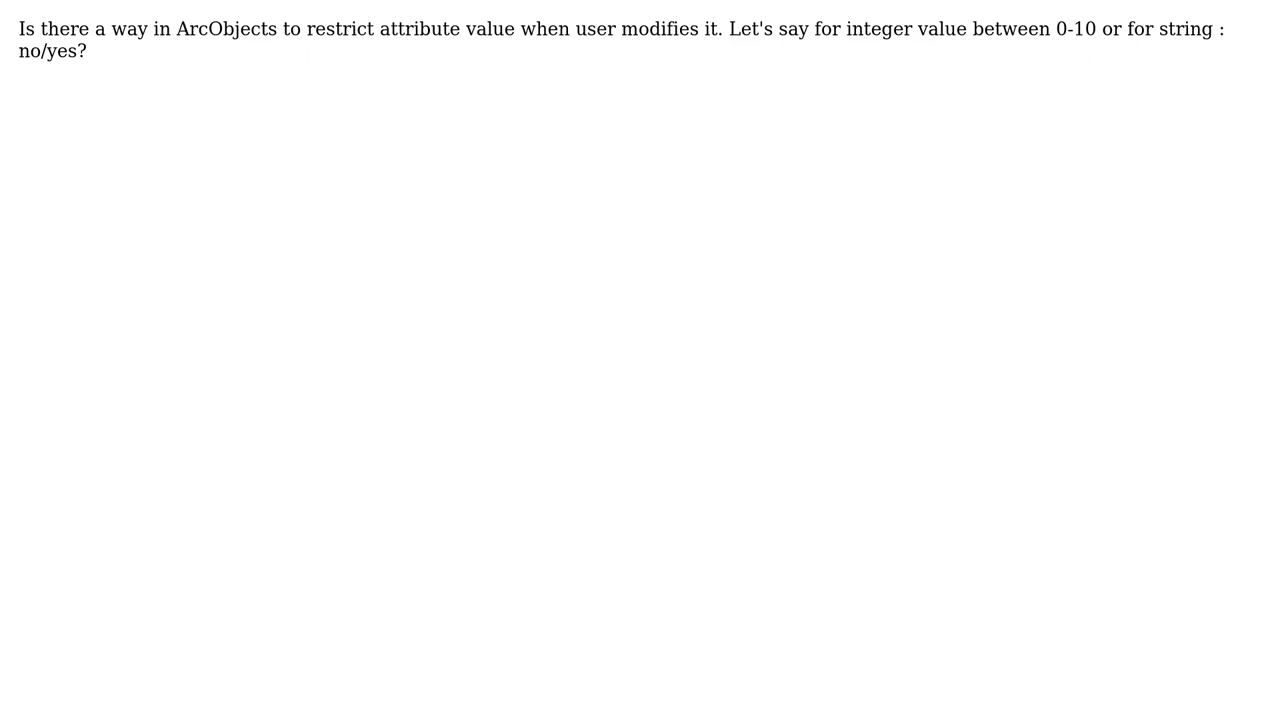 Is there a way in ArcObjects to restrict attribute value when user modifies it. Let's say for integer value between 0-10 or for string :
no/yes?